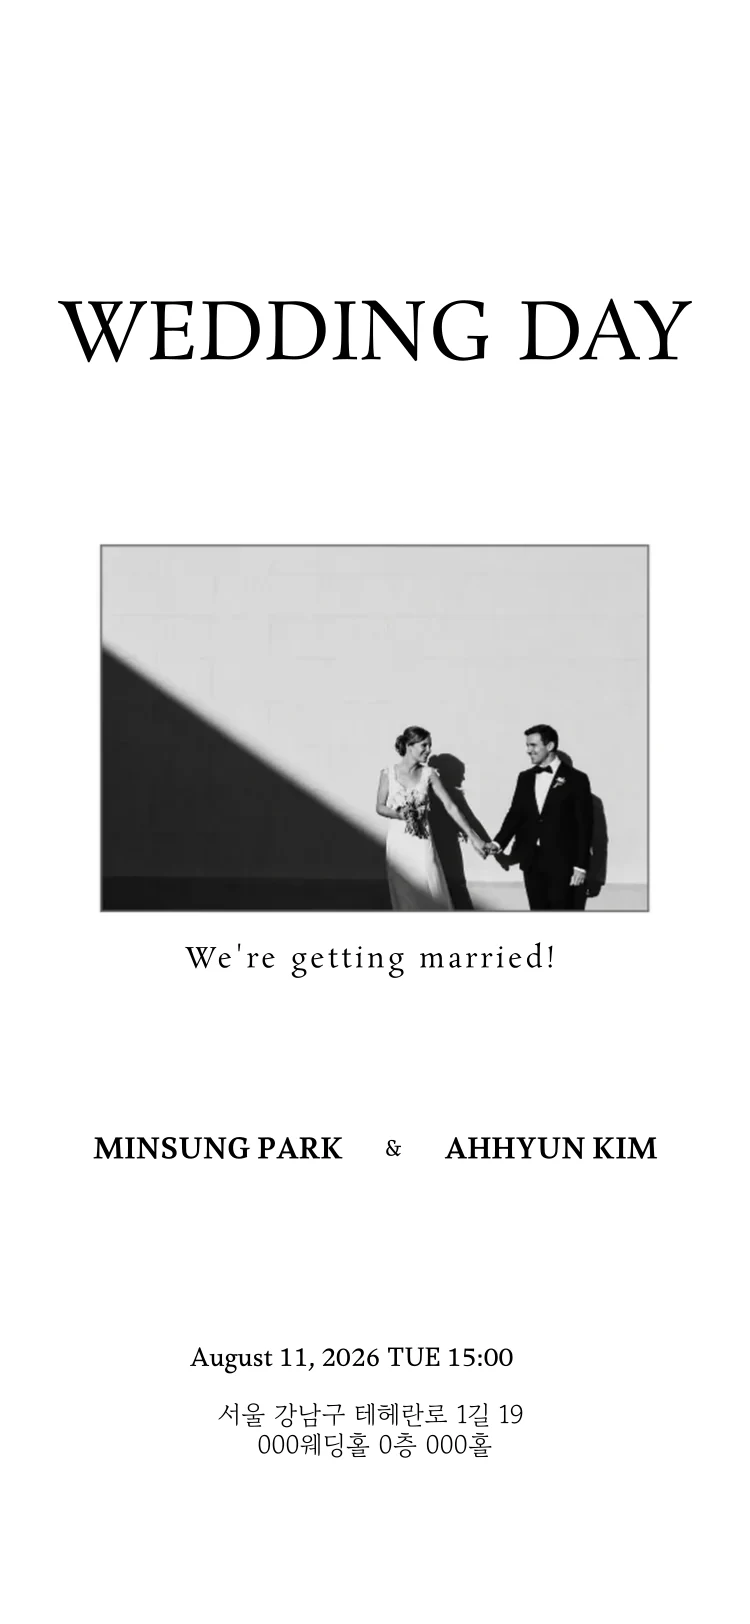 WEDDING DAY
We're getting married!
MINSUNG PARK & AHHYUN KIM
August 11, 2026 TUE 15:00
서울 강남구 테헤란로 1길 19
000웨딩홀 0층 000홀